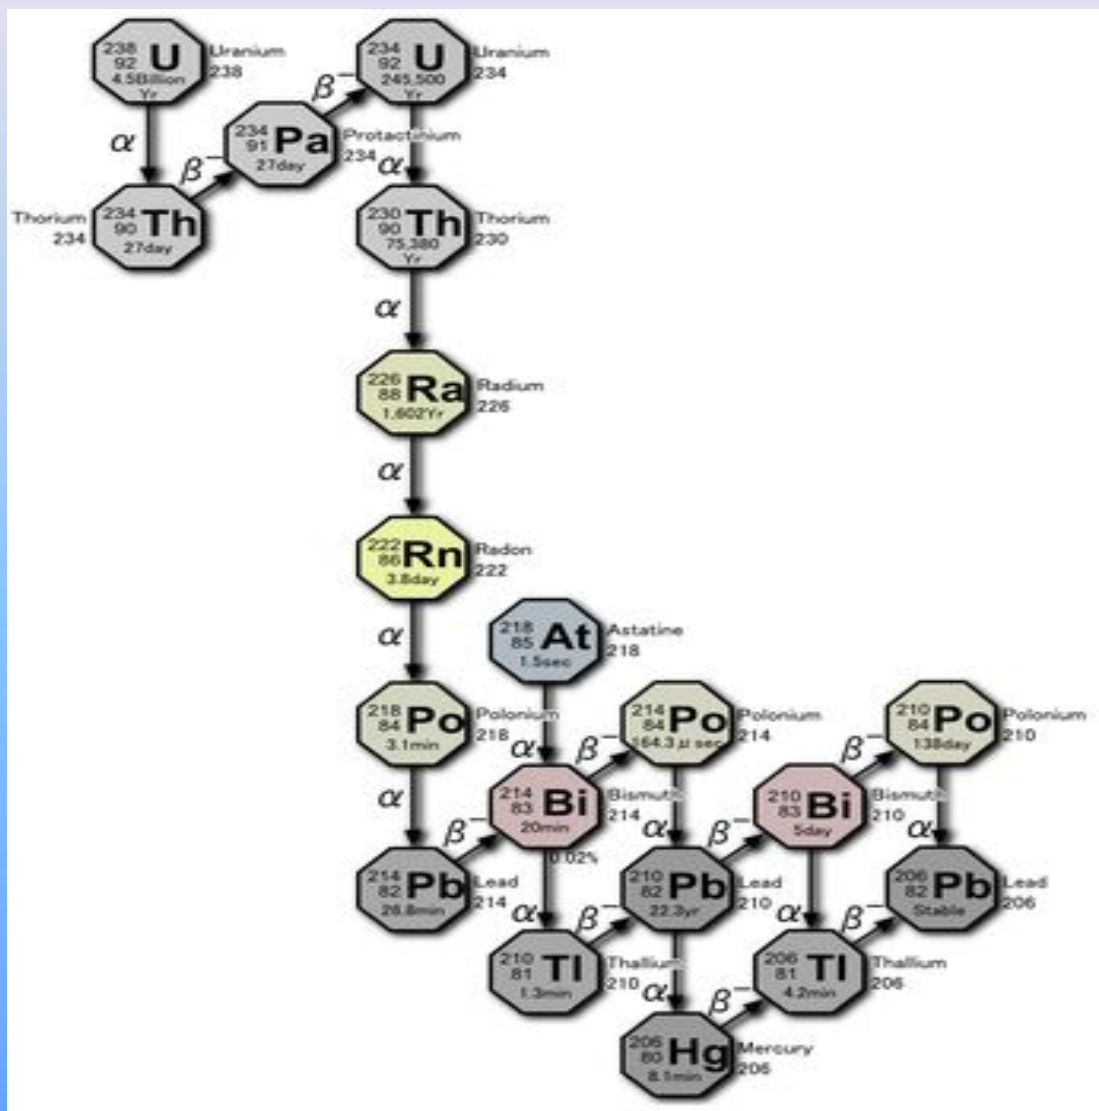 238
92
U
4.5Billion
Yr
Uranium
238
234
92
U
245,500
Yr
Uranium
234
α
β−
234
91
Pa
27day
Protactinium
234
β−
α
Thorium
234
234
90
Th
27day
230
90
Th
75,380
Yr
Thorium
230
α
226
88
Ra
1,602Yr
Radium
226
α
222
86
Rn
3.8day
Radon
222
α
218
85
At
1.5sec
Astatine
218
218
84
Po
3.1min
Polonium
218
α
β−
214
84
Po
164.3 μ sec
Polonium
214
β−
210
84
Po
138day
Polonium
210
α
β−
214
83
Bi
20min
Bismuth
214
0.02%
α
β−
210
83
Bi
5day
Bismuth
210
α
214
82
Pb
26.8min
Lead
214
α
β−
210
82
Pb
22.3yr
Lead
210
α
β−
206
82
Pb
Stable
Lead
206
210
81
Tl
1.3min
Thallium
210
α
β−
206
81
Tl
4.2min
Thallium
206
206
80
Hg
8.1min
Mercury
206